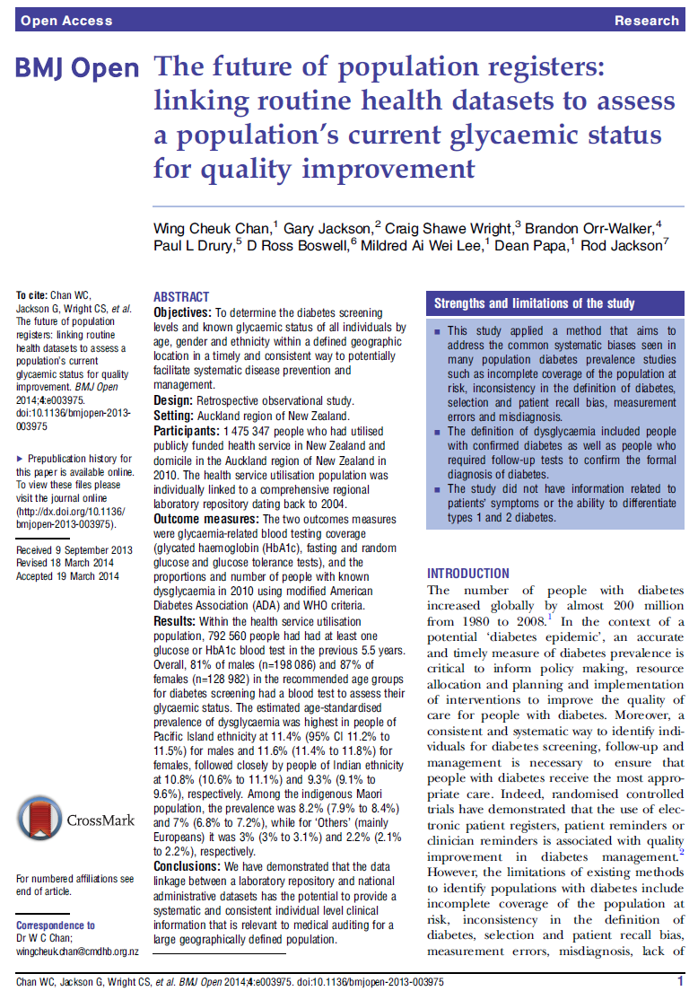 Open Access
Research
BMJ Open
The future of population registers:
linking routine health datasets to assess
a population's current glycaemic status
for quality improvement
Wing Cheuk Chan,1 Gary Jackson,2 Craig Shawe Wright,3 Brandon Orr-Walker,4
Paul L Drury,5 D Ross Boswell,6 Mildred Ai Wei Lee,1 Dean Papa,1 Rod Jackson7
To cite: Chan WC,
Jackson G, Wright CS, et al.
The future of population
registers: linking routine
health datasets to assess a
population's current
glycaemic status for quality
improvement. BMJ Open
2014;4:e003975.
doi:10.1136/bmjopen-2013-
003975
▶ Prepublication history for
this paper is available online.
To view these files please
visit the journal online
(http://dx.doi.org/10.1136/
bmjopen-2013-003975).
Received 9 September 2013
Revised 18 March 2014
Accepted 19 March 2014
CrossMark
For numbered affiliations see
end of article.
Correspondence to
Dr W C Chan;
wingcheuk.chan@cmdhb.org.nz
ABSTRACT
Objectives: To determine the diabetes screening
levels and known glycaemic status of all individuals by
age, gender and ethnicity within a defined geographic
location in a timely and consistent way to potentially
facilitate systematic disease prevention and
management.
Design: Retrospective observational study.
Setting: Auckland region of New Zealand.
Participants: 1 475 347 people who had utilised
publicly funded health service in New Zealand and
domicile in the Auckland region of New Zealand in
2010. The health service utilisation population was
individually linked to a comprehensive regional
laboratory repository dating back to 2004.
Outcome measures: The two outcomes measures
were glycaemia-related blood testing coverage
(glycated haemoglobin (HbA1c), fasting and random
glucose and glucose tolerance tests), and the
proportions and number of people with known
dysglycaemia in 2010 using modified American
Diabetes Association (ADA) and WHO criteria.
Results: Within the health service utilisation
population, 792 560 people had had at least one
glucose or HbA1c blood test in the previous 5.5 years.
Overall, 81% of males (n=198 086) and 87% of
females (n=128 982) in the recommended age groups
for diabetes screening had a blood test to assess their
glycaemic status. The estimated age-standardised
prevalence of dysglycaemia was highest in people of
Pacific Island ethnicity at 11.4% (95% CI 11.2% to
11.5%) for males and 11.6% (11.4% to 11.8%) for
females, followed closely by people of Indian ethnicity
at 10.8% (10.6% to 11.1%) and 9.3% (9.1% to
9.6%), respectively. Among the indigenous Maori
population, the prevalence was 8.2% (7.9% to 8.4%)
and 7% (6.8% to 7.2%), while for 'Others' (mainly
Europeans) it was 3% (3% to 3.1%) and 2.2% (2.1%
to 2.2%), respectively.
Conclusions: We have demonstrated that the data
linkage between a laboratory repository and national
administrative datasets has the potential to provide a
systematic and consistent individual level clinical
information that is relevant to medical auditing for a
large geographically defined population.
Strengths and limitations of the study
▪ This study applied a method that aims to
address the common systematic biases seen in
many population diabetes prevalence studies
such as incomplete coverage of the population at
risk, inconsistency in the definition of diabetes,
selection and patient recall bias, measurement
errors and misdiagnosis.
▪ The definition of dysglycaemia included people
with confirmed diabetes as well as people who
required follow-up tests to confirm the formal
diagnosis of diabetes.
▪ The study did not have information related to
patients' symptoms or the ability to differentiate
types 1 and 2 diabetes.
INTRODUCTION
The number of people with diabetes
increased globally by almost 200 million
from 1980 to 2008.1 In the context of a
potential 'diabetes epidemic', an accurate
and timely measure of diabetes prevalence is
critical to inform policy making, resource
allocation and planning and implementation
of interventions to improve the quality of
care for people with diabetes. Moreover, a
consistent and systematic way to identify indi-
viduals for diabetes screening, follow-up and
management is necessary to ensure that
people with diabetes receive the most appro-
priate care. Indeed, randomised controlled
trials have demonstrated that the use of elec-
tronic patient registers, patient reminders or
clinician reminders is associated with quality
improvement in diabetes management.2
However, the limitations of existing methods
to identify populations with diabetes include
incomplete coverage of the population at
risk, inconsistency in the definition of
diabetes, selection and patient recall bias,
measurement errors, misdiagnosis, lack of
Chan WC, Jackson G, Wright CS, et al. BMJ Open 2014;4:e003975. doi:10.1136/bmjopen-2013-003975
1